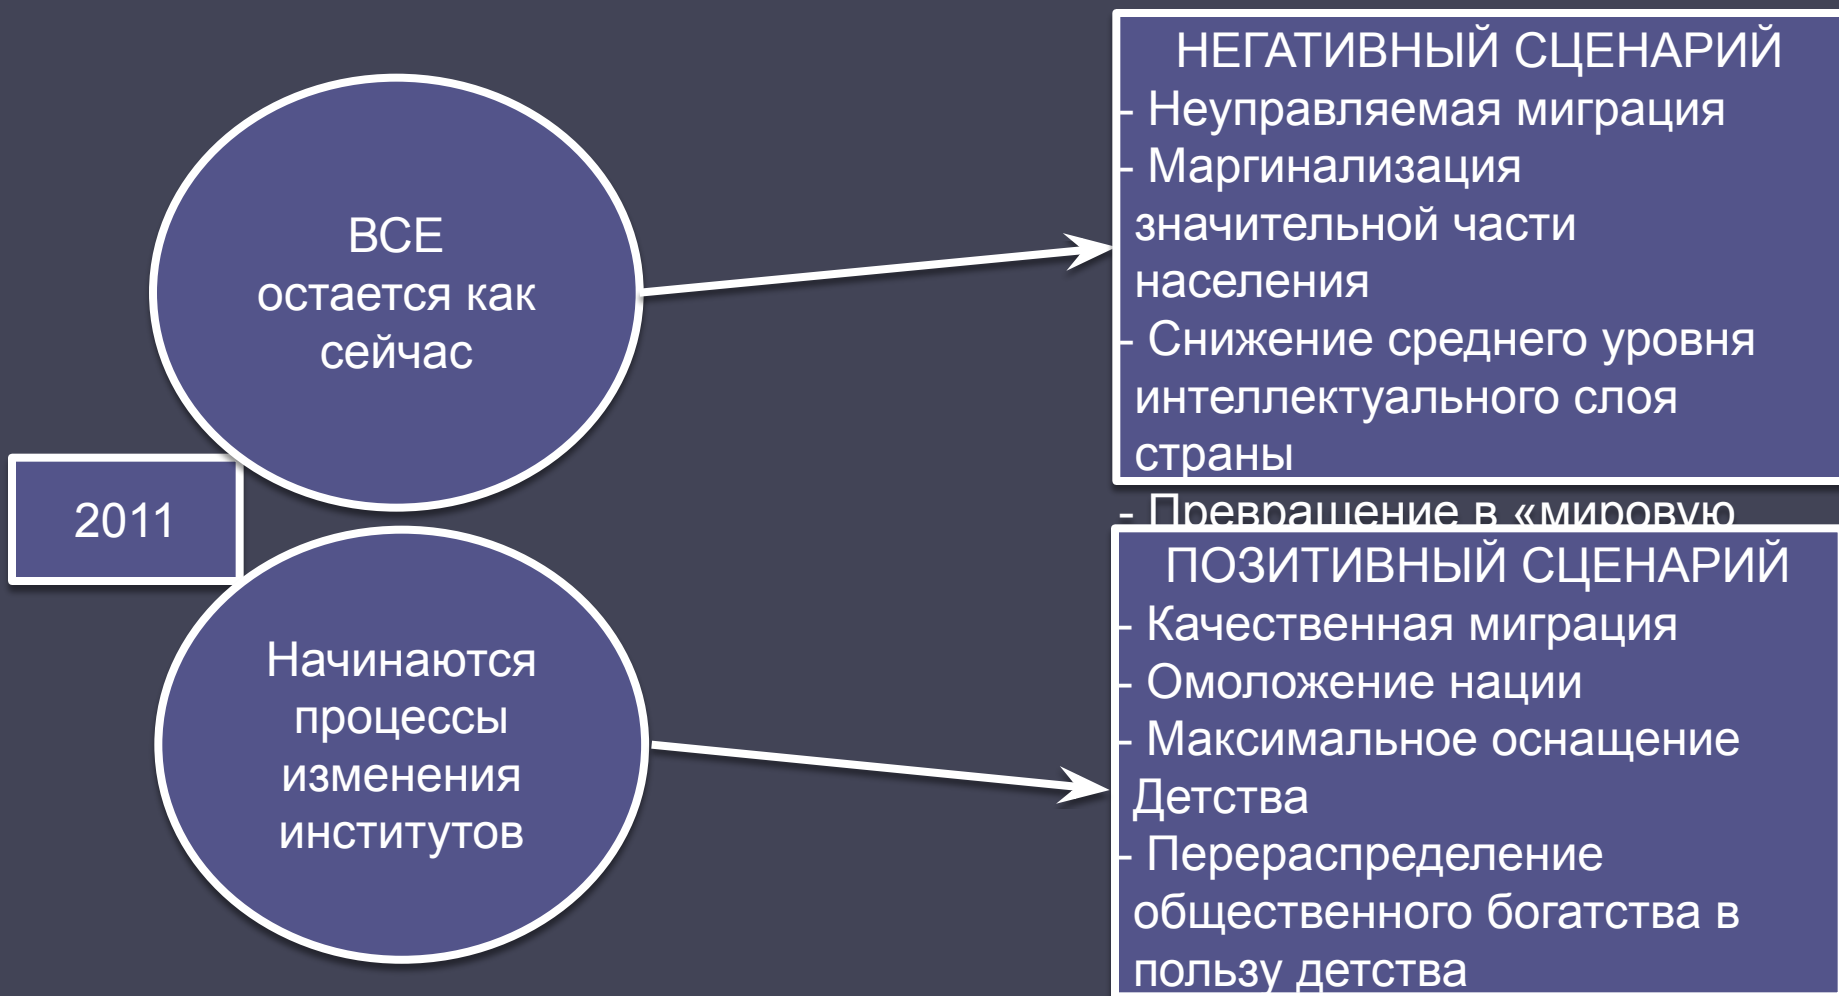 2011
ВСЕ
остается как
сейчас
НЕГАТИВНЫЙ СЦЕНАРИЙ
- Неуправляемая миграция
- Маргинализация
значительной части
населения
- Снижение среднего уровня
интеллектуального слоя
страны
- Превращение в «мировую
Начинаются
процессы
изменения
институтов
ПОЗИТИВНЫЙ СЦЕНАРИЙ
- Качественная миграция
- Омоложение нации
- Максимальное оснащение
Детства
- Перераспределение
общественного богатства в
пользу детства